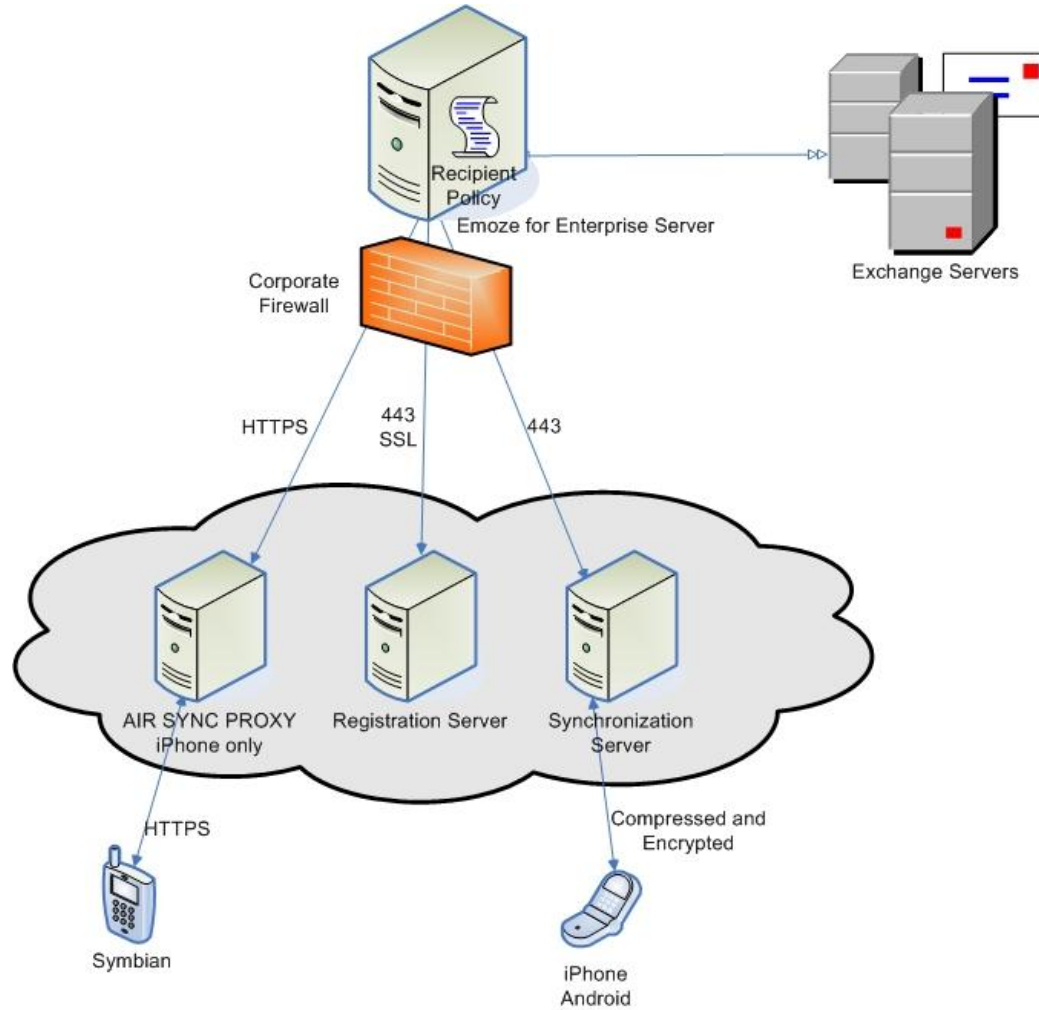 Recipient
Policy
Emoze for Enterprise Server
Exchange Servers
Corporate
Firewall
HTTPS
443
SSL
443
AIR SYNC PROXY
iPhone only
Registration Server
Synchronization
Server
HTTPS
Compressed and
Encrypted
Symbian
iPhone
Android